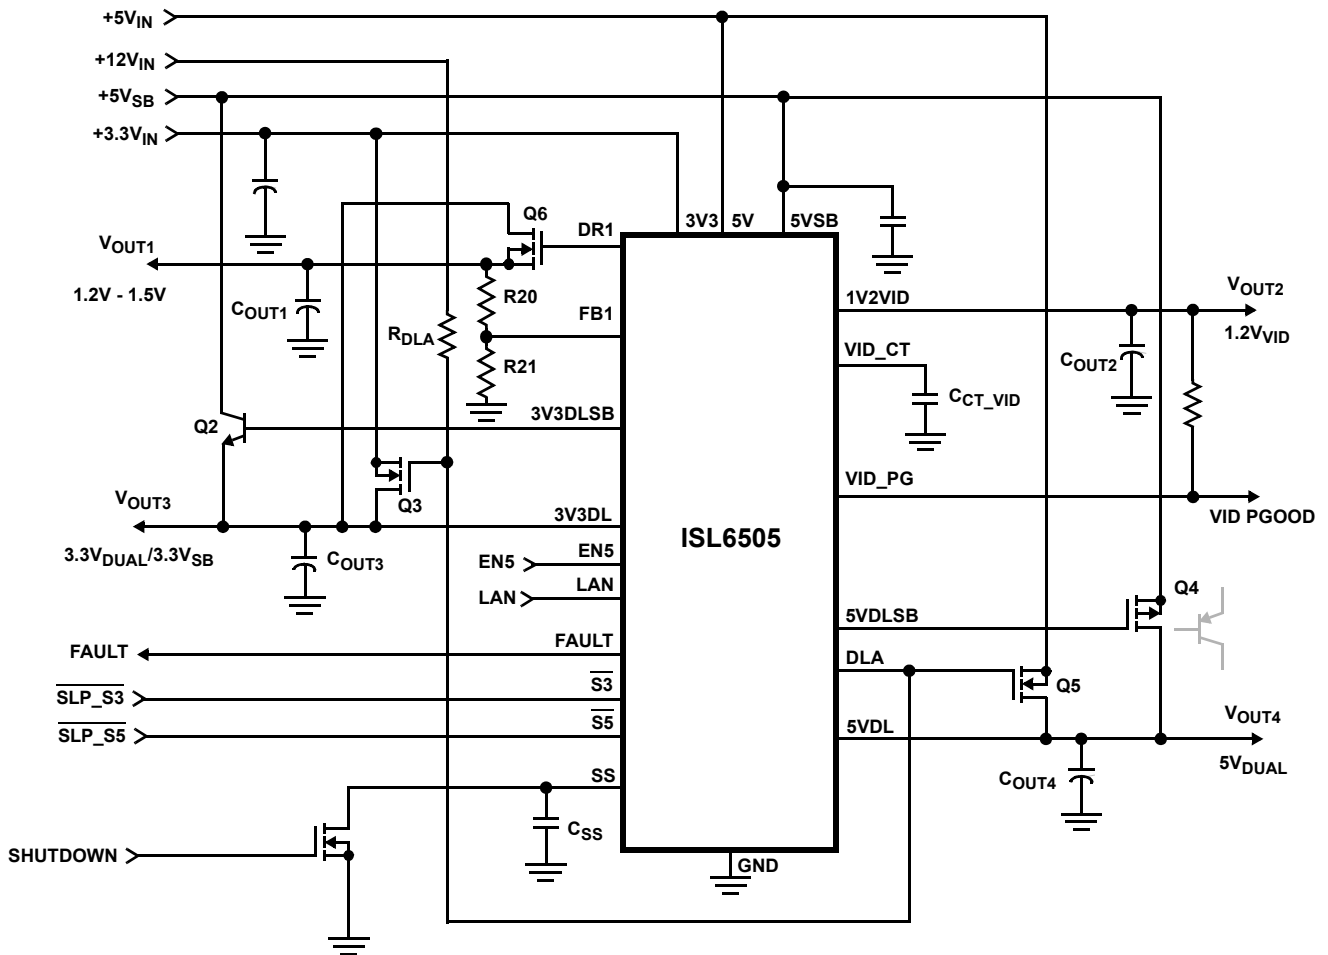 +5VIN
+12VIN
+5VSB
+3.3VIN
3V3
5V
5VSB
Q6
DR1
VOUT1
1.2V - 1.5V
COUT1
R20
FB1
RDLA
R21
1V2VID
VOUT2
1.2VVID
COUT2
VID_CT
CCT_VID
Q2
3V3DLSB
Q3
VID_PG
VID PGOOD
VOUT3
3.3VDUAL/3.3VSB
COUT3
3V3DL
ISL6505
EN5
EN5
LAN
LAN
5VDLSB
Q4
FAULT
FAULT
DLA
Q5
SLP_S3
S3
SLP_S5
S5
5VDL
VOUT4
5VDUAL
COUT4
SS
CSS
SHUTDOWN
GND